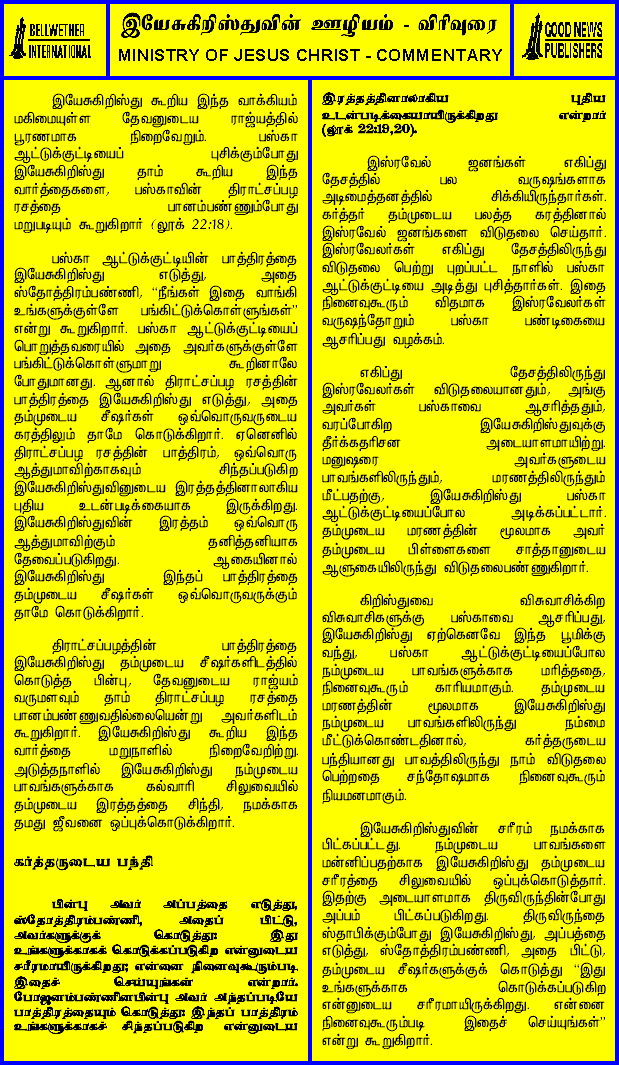 BELLWETHER
INTERNATIONAL
இயேசுகிறிஸ்துவின் ஊழியம் - விரிவுரை
MINISTRY OF JESUS CHRIST - COMMENTARY
GOOD NEWS
PUBLISHERS
இயேசுகிறிஸ்து கூறிய இந்த வாக்கியம்
மகிமையுள்ள தேவனுடைய ராஜ்யத்தில்
பூரணமாக நிறைவேறும். பஸ்கா
ஆட்டுக்குட்டியைப் புசிக்கும்போது
இயேசுகிறிஸ்து தாம் கூறிய இந்த
வார்த்தைகளை, பஸ்காவின் திராட்சப்பழ
ரசத்தை பானம்பண்ணும்போது
மறுபடியும் கூறுகிறார் (லூக் 22:18).
பஸ்கா ஆட்டுக்குட்டியின் பாத்திரத்தை
இயேசுகிறிஸ்து எடுத்து, அதை
ஸ்தோத்திரம்பண்ணி, “நீங்கள் இதை வாங்கி
உங்களுக்குள்ளே பங்கிட்டுக்கொள்ளுங்கள்”
என்று கூறுகிறார். பஸ்கா ஆட்டுக்குட்டியைப்
பொறுத்தவரையில் அதை அவர்களுக்குள்ளே
பங்கிட்டுக்கொள்ளுமாறு கூறினாலே
போதுமானது. ஆனால் திராட்சப்பழ ரசத்தின்
பாத்திரத்தை இயேசுகிறிஸ்து எடுத்து, அதை
தம்முடைய சீஷர்கள் ஒவ்வொருவருடைய
கரத்திலும் தாமே கொடுக்கிறார். ஏனெனில்
திராட்சப்பழ ரசத்தின் பாத்திரம், ஒவ்வொரு
ஆத்துமாவிற்காகவும் சிந்தப்படுகிற
இயேசுகிறிஸ்துவினுடைய இரத்தத்தினாலாகிய
புதிய உடன்படிக்கையாக இருக்கிறது.
இயேசுகிறிஸ்துவின் இரத்தம் ஒவ்வொரு
ஆத்துமாவிற்கும் தனித்தனியாக
தேவைப்படுகிறது. ஆகையினால்
இயேசுகிறிஸ்து இந்தப் பாத்திரத்தை
தம்முடைய சீஷர்கள் ஒவ்வொருவருக்கும்
தாமே கொடுக்கிறார்.
திராட்சப்பழத்தின் பாத்திரத்தை
இயேசுகிறிஸ்து தம்முடைய சீஷர்களிடத்தில்
கொடுத்த பின்பு, தேவனுடைய ராஜ்யம்
வருமளவும் தாம் திராட்சப்பழ ரசத்தை
பானம்பண்ணுவதில்லையென்று அவர்களிடம்
கூறுகிறார். இயேசுகிறிஸ்து கூறிய இந்த
வார்த்தை மறுநாளில் நிறைவேறிற்று.
அடுத்தநாளில் இயேசுகிறிஸ்து நம்முடைய
பாவங்களுக்காக கல்வாரி சிலுவையில்
தம்முடைய இரத்தத்தை சிந்தி, நமக்காக
தமது ஜீவனை ஒப்புக்கொடுக்கிறார்.
கர்த்தருடைய பந்தி
பின்பு அவர் அப்பத்தை எடுத்து,
ஸ்தோத்திரம்பண்ணி, அதைப் பிட்டு,
அவர்களுக்குக் கொடுத்து: இது
உங்களுக்காகக் கொடுக்கப்படுகிற என்னுடைய
சரீரமாயிருக்கிறது; என்னை நினைவுகூரும்படி
இதைச் செய்யுங்கள் என்றார்.
போஜனம்பண்ணினபின்பு அவர் அந்தப்படியே
பாத்திரத்தையும் கொடுத்து: இந்தப் பாத்திரம்
உங்களுக்காகச் சிந்தப்படுகிற என்னுடைய
இரத்தத்தினாலாகிய புதிய
உடன்படிக்கையாயிருக்கிறது என்றார்
(லூக் 22:19,20).
இஸ்ரவேல் ஜனங்கள் எகிப்து
தேசத்தில் பல வருஷங்களாக
அடிமைத்தனத்தில் சிக்கியிருந்தார்கள்.
கர்த்தர் தம்முடைய பலத்த கரத்தினால்
இஸ்ரவேல் ஜனங்களை விடுதலை செய்தார்.
இஸ்ரவேலர்கள் எகிப்து தேசத்திலிருந்து
விடுதலை பெற்று புறப்பட்ட நாளில் பஸ்கா
ஆட்டுக்குட்டியை அடித்து புசித்தார்கள். இதை
நினைவுகூரும் விதமாக இஸ்ரவேலர்கள்
வருஷந்தோறும் பஸ்கா பண்டிகையை
ஆசரிப்பது வழக்கம்.
எகிப்து தேசத்திலிருந்து
இஸ்ரவேலர்கள் விடுதலையானதும், அங்கு
அவர்கள் பஸ்காவை ஆசரித்ததும்,
வரப்போகிற இயேசுகிறிஸ்துவுக்கு
தீர்க்கதரிசன அடையாளமாயிற்று.
மனுஷரை அவர்களுடைய
பாவங்களிலிருந்தும், மரணத்திலிருந்தும்
மீட்பதற்கு, இயேசுகிறிஸ்து பஸ்கா
ஆட்டுக்குட்டியைப்போல அடிக்கப்பட்டார்.
தம்முடைய மரணத்தின் மூலமாக அவர்
தம்முடைய பிள்ளைகளை சாத்தானுடைய
ஆளுகையிலிருந்து விடுதலைபண்ணுகிறார்.
கிறிஸ்துவை விசுவாசிக்கிற
விசுவாசிகளுக்கு பஸ்காவை ஆசரிப்பது,
இயேசுகிறிஸ்து ஏற்கெனவே இந்த பூமிக்கு
வந்து, பஸ்கா ஆட்டுக்குட்டியைப்போல
நம்முடைய பாவங்களுக்காக மரித்ததை,
நினைவுகூரும் காரியமாகும். தம்முடைய
மரணத்தின் மூலமாக இயேசுகிறிஸ்து
நம்முடைய பாவங்களிலிருந்து நம்மை
மீட்டுக்கொண்டதினால், கர்த்தருடைய
பந்தியானது பாவத்திலிருந்து நாம் விடுதலை
பெற்றதை சந்தோஷமாக நினைவுகூரும்
நியமனமாகும்.
இயேசுகிறிஸ்துவின் சரீரம் நமக்காக
பிட்கப்பட்டது. நம்முடைய பாவங்களை
மன்னிப்பதற்காக இயேசுகிறிஸ்து தம்முடைய
சரீரத்தை சிலுவையில் ஒப்புக்கொடுத்தார்.
இதற்கு அடையாளமாக திருவிருந்தின்போது
அப்பம் பிட்கப்படுகிறது. திருவிருந்தை
ஸ்தாபிக்கும்போது இயேசுகிறிஸ்து, அப்பத்தை
எடுத்து, ஸ்தோத்திரம்பண்ணி, அதை பிட்டு,
தம்முடைய சீஷர்களுக்குக் கொடுத்து “இது
உங்களுக்காக கொடுக்கப்படுகிற
என்னுடைய சரீரமாயிருக்கிறது. என்னை
நினைவுகூரும்படி இதைச் செய்யுங்கள்”
என்று கூறுகிறார்.